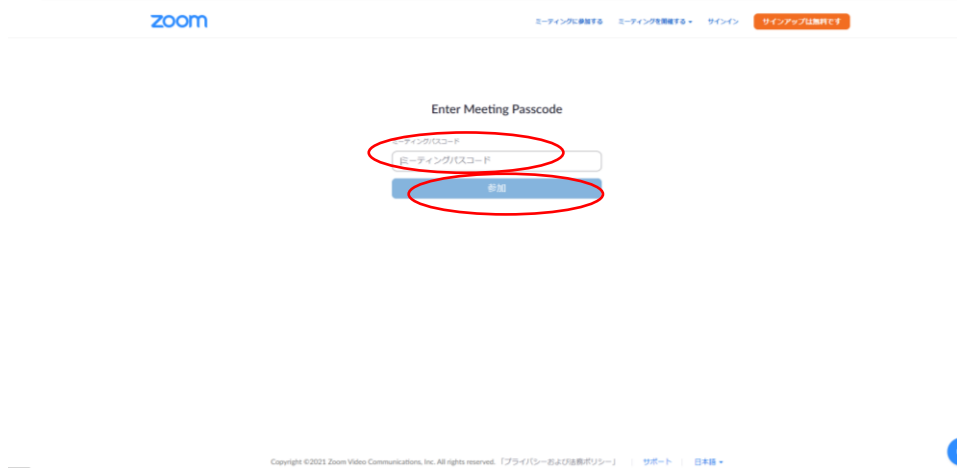 zoom
ミーティングに参加する ミーティングを開催する サインイン サインアップは無料です
Enter Meeting Passcode
ミーティングパスコード
ミーティングパスコード
参加
Copyright ©2021 Zoom Video Communications, Inc. All rights reserved. 「プライバシーおよび法務ポリシー」 | サポート | 日本語